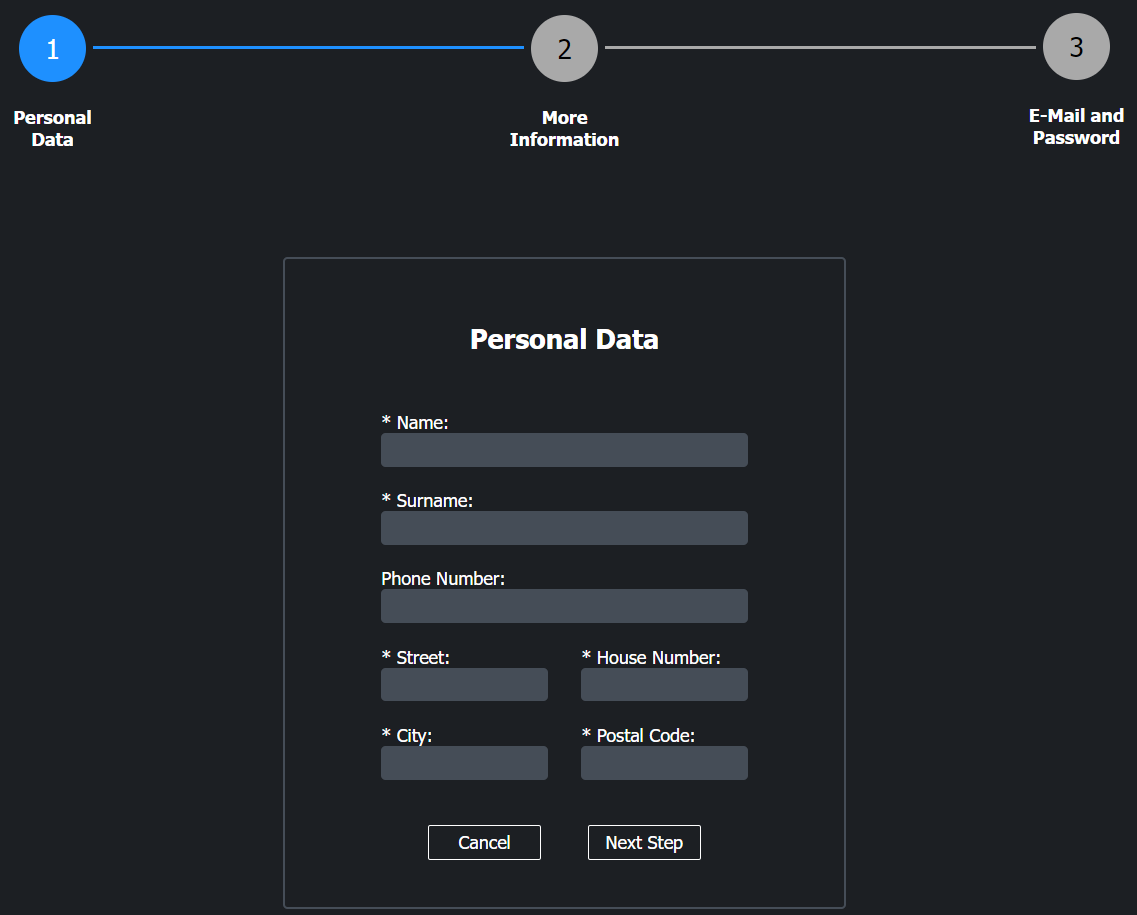 1
2
3
Personal
Data
More
Information
E-Mail and
Password
Personal Data
* Name:
* Surname:
Phone Number:
* Street:
* House Number:
* City:
* Postal Code:
Cancel
Next Step